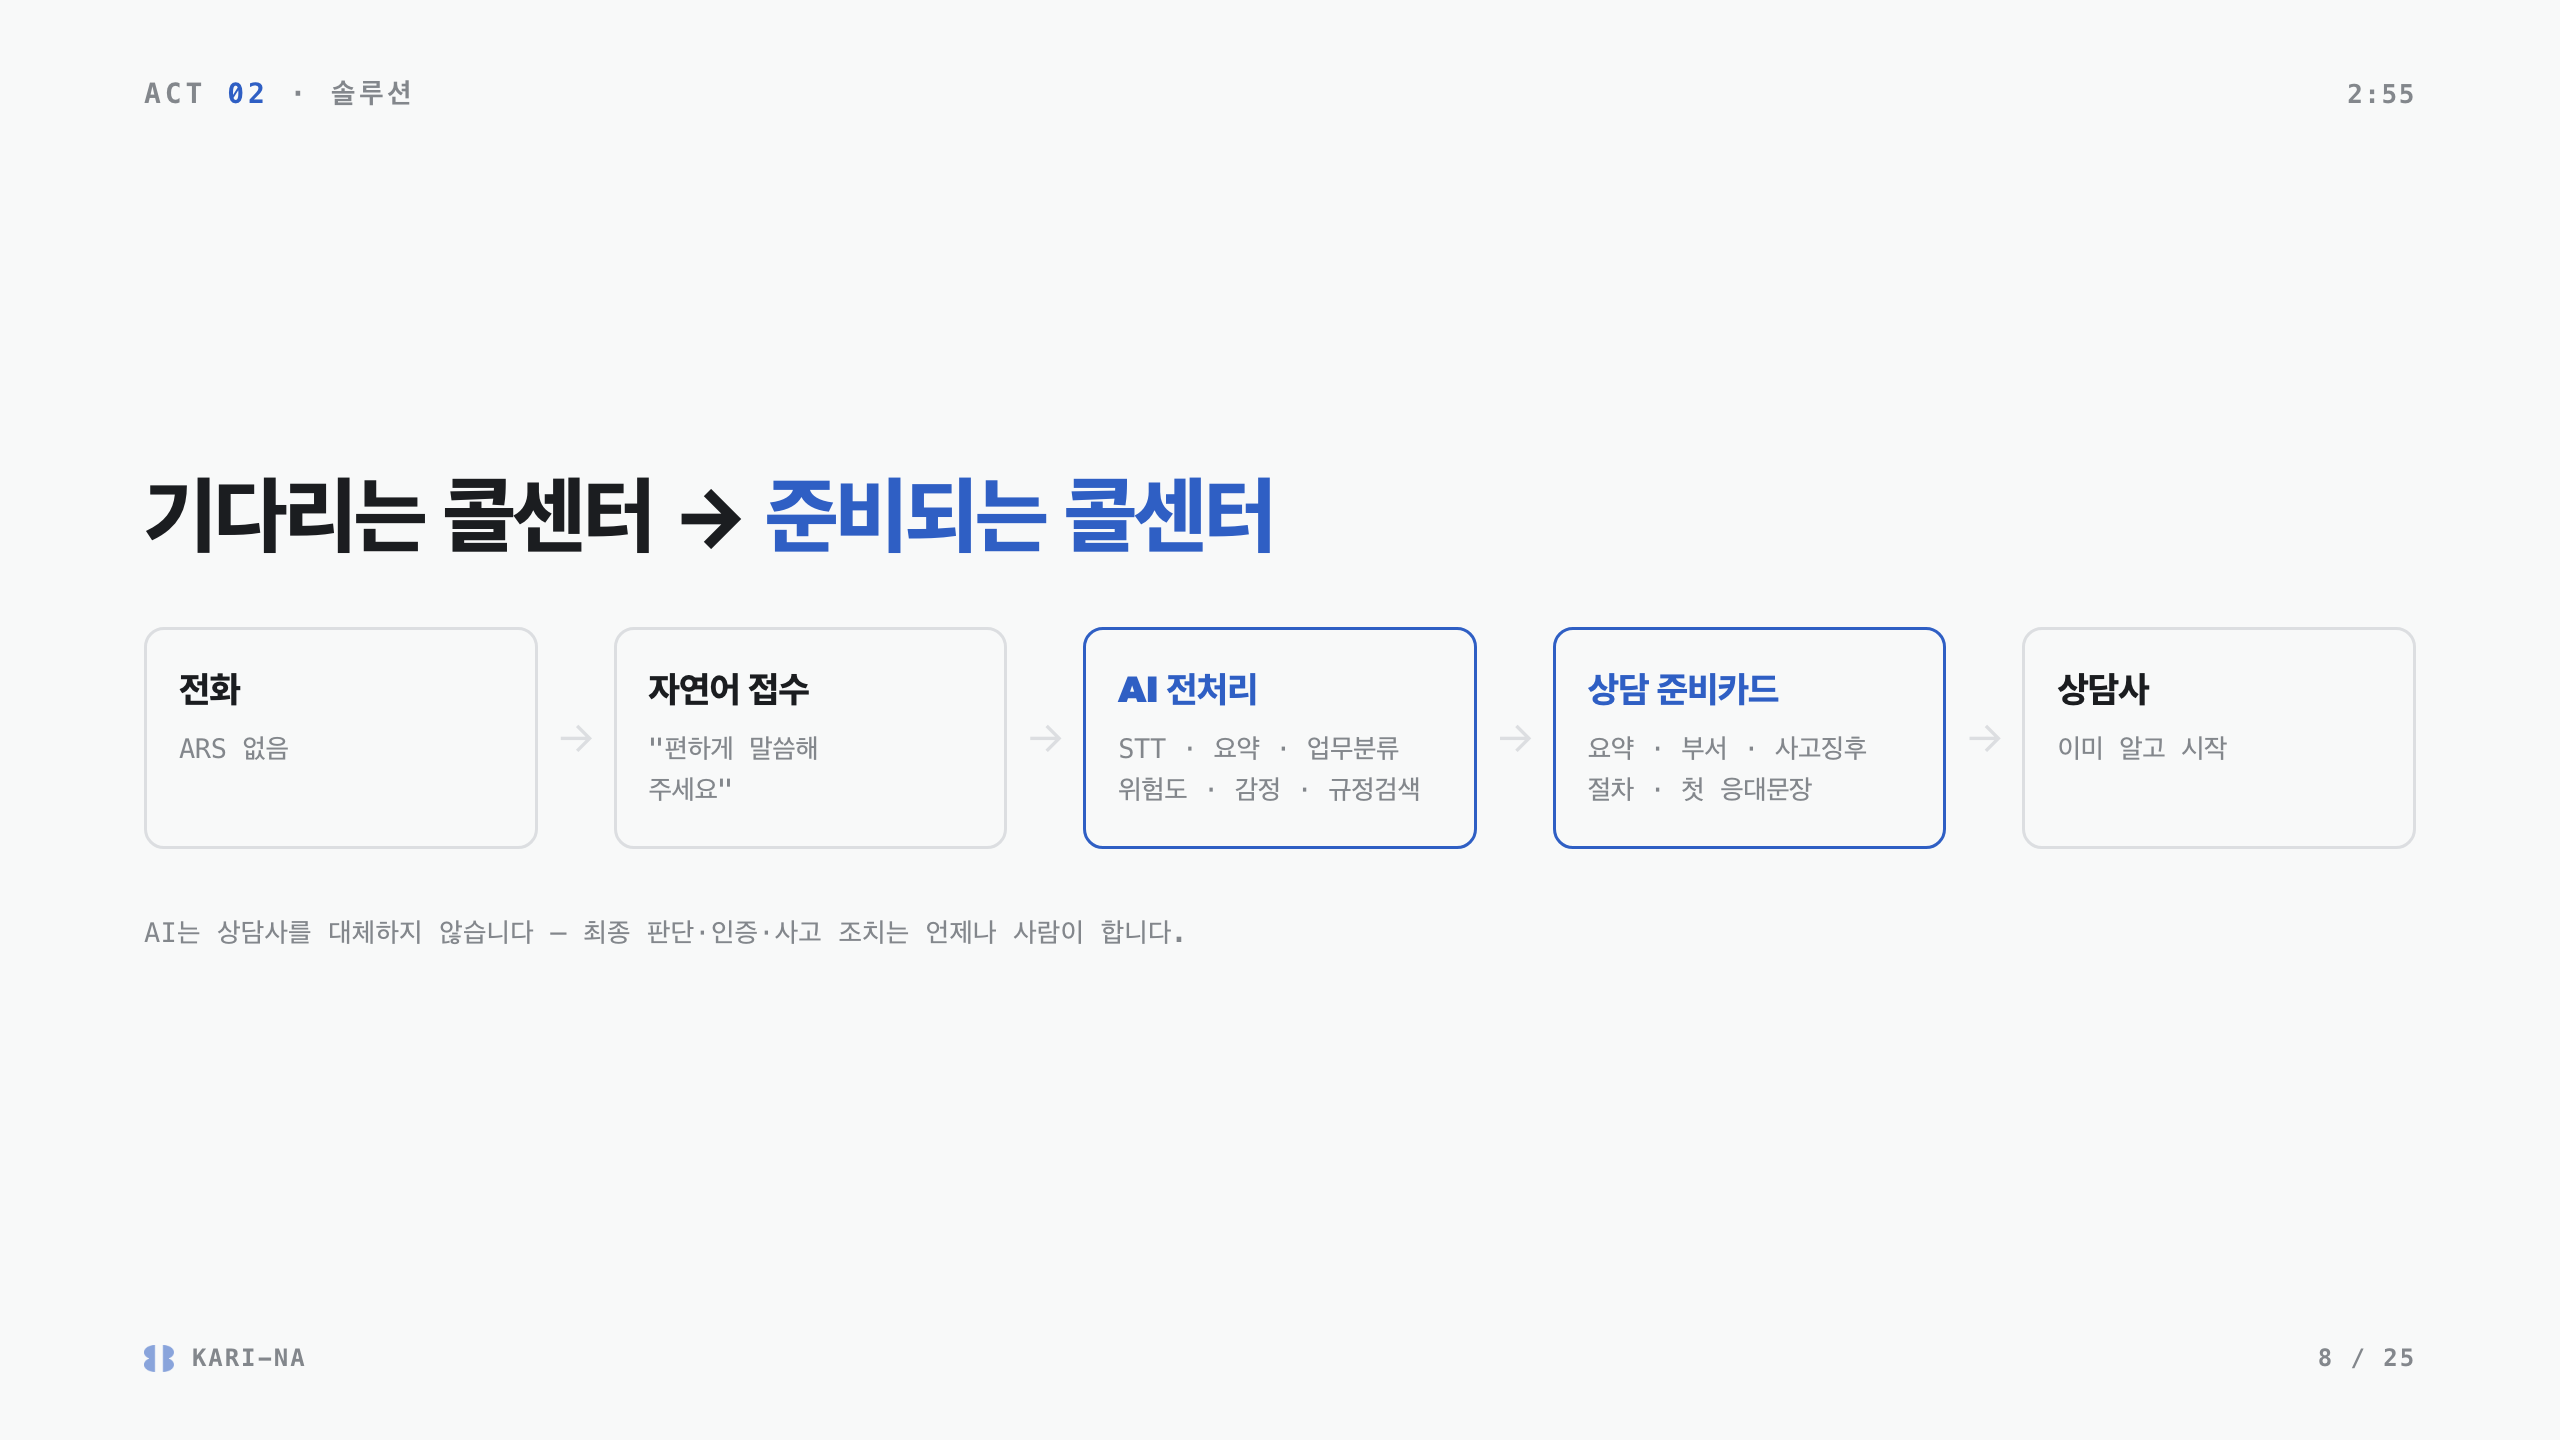 ACT 02 · 솔루션
2:55
기다리는 콜센터 → 준비되는 콜센터
전화
ARS 없음
→
자연어 접수
"편하게 말씀해
주세요"
→
AI 전처리
STT · 요약 · 업무분류
위험도 · 감정 · 규정검색
→
상담 준비카드
요약 · 부서 · 사고징후
절차 · 첫 응대문장
→
상담사
이미 알고 시작
AI는 상담사를 대체하지 않습니다 — 최종 판단·인증·사고 조치는 언제나 사람이 합니다.
KARI–NA
8 / 25